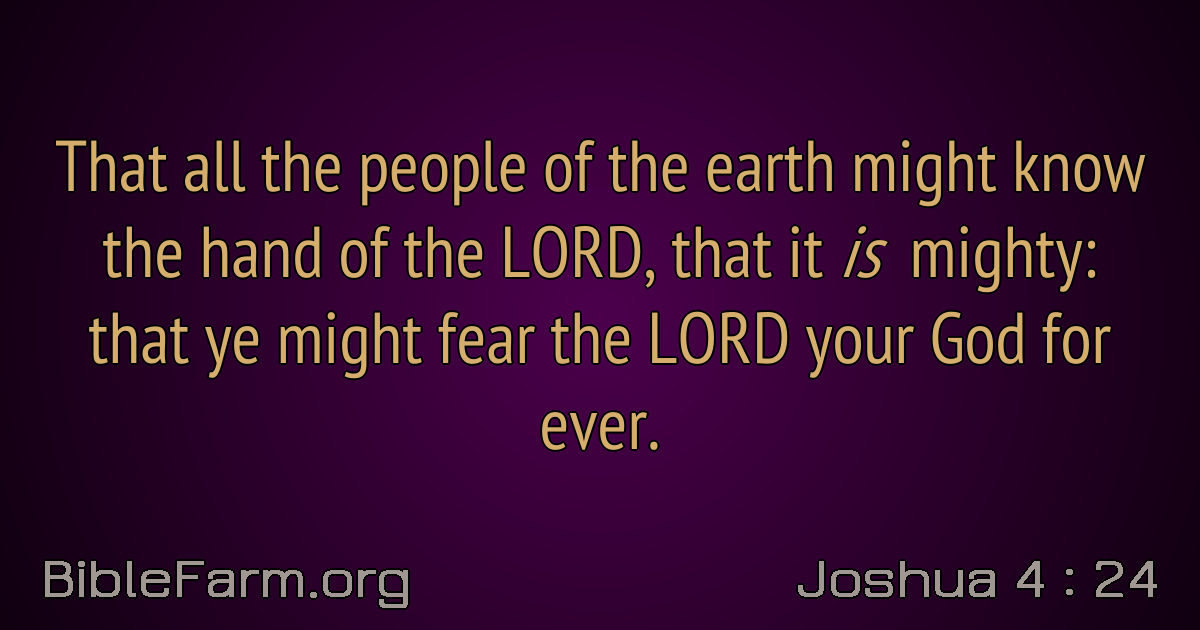 That all the people of the earth might know
the hand of the LORD, that it is mighty:
that ye might fear the LORD your God for
ever.
BibleFarm.org
Joshua 4 : 24